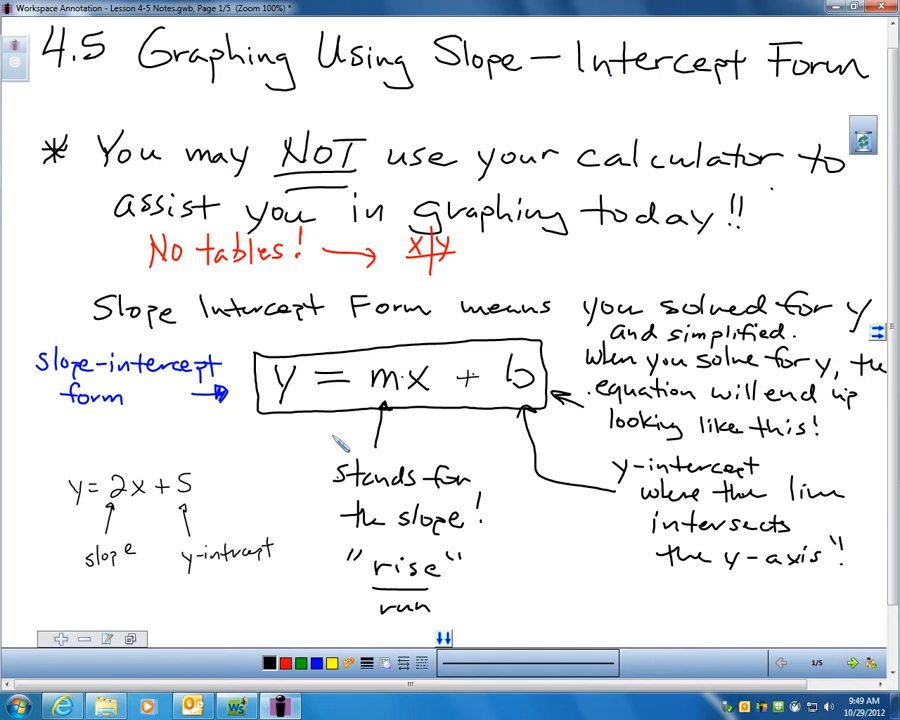 Workspace Annotation - Lesson 4-5 Notes.gwb, Page 1/5 (Zoom 100%) *
4.5 Graphing Using Slope-Intercept Form
* You may NOT use your calculator to
assist you in graphing today!!
No tables! → x|y
Slope Intercept Form means you solved for y
and simplified.
when you solve for y, the
equation will end up
looking like this!
slope-intercept
form →
y = m·x + b
stands for
the slope!
"rise"
run
y-intercept
where the line
intersects
the y-axis"!
y = 2x + 5
slope
y-intrcept
1/5
9:49 AM
10/29/2012